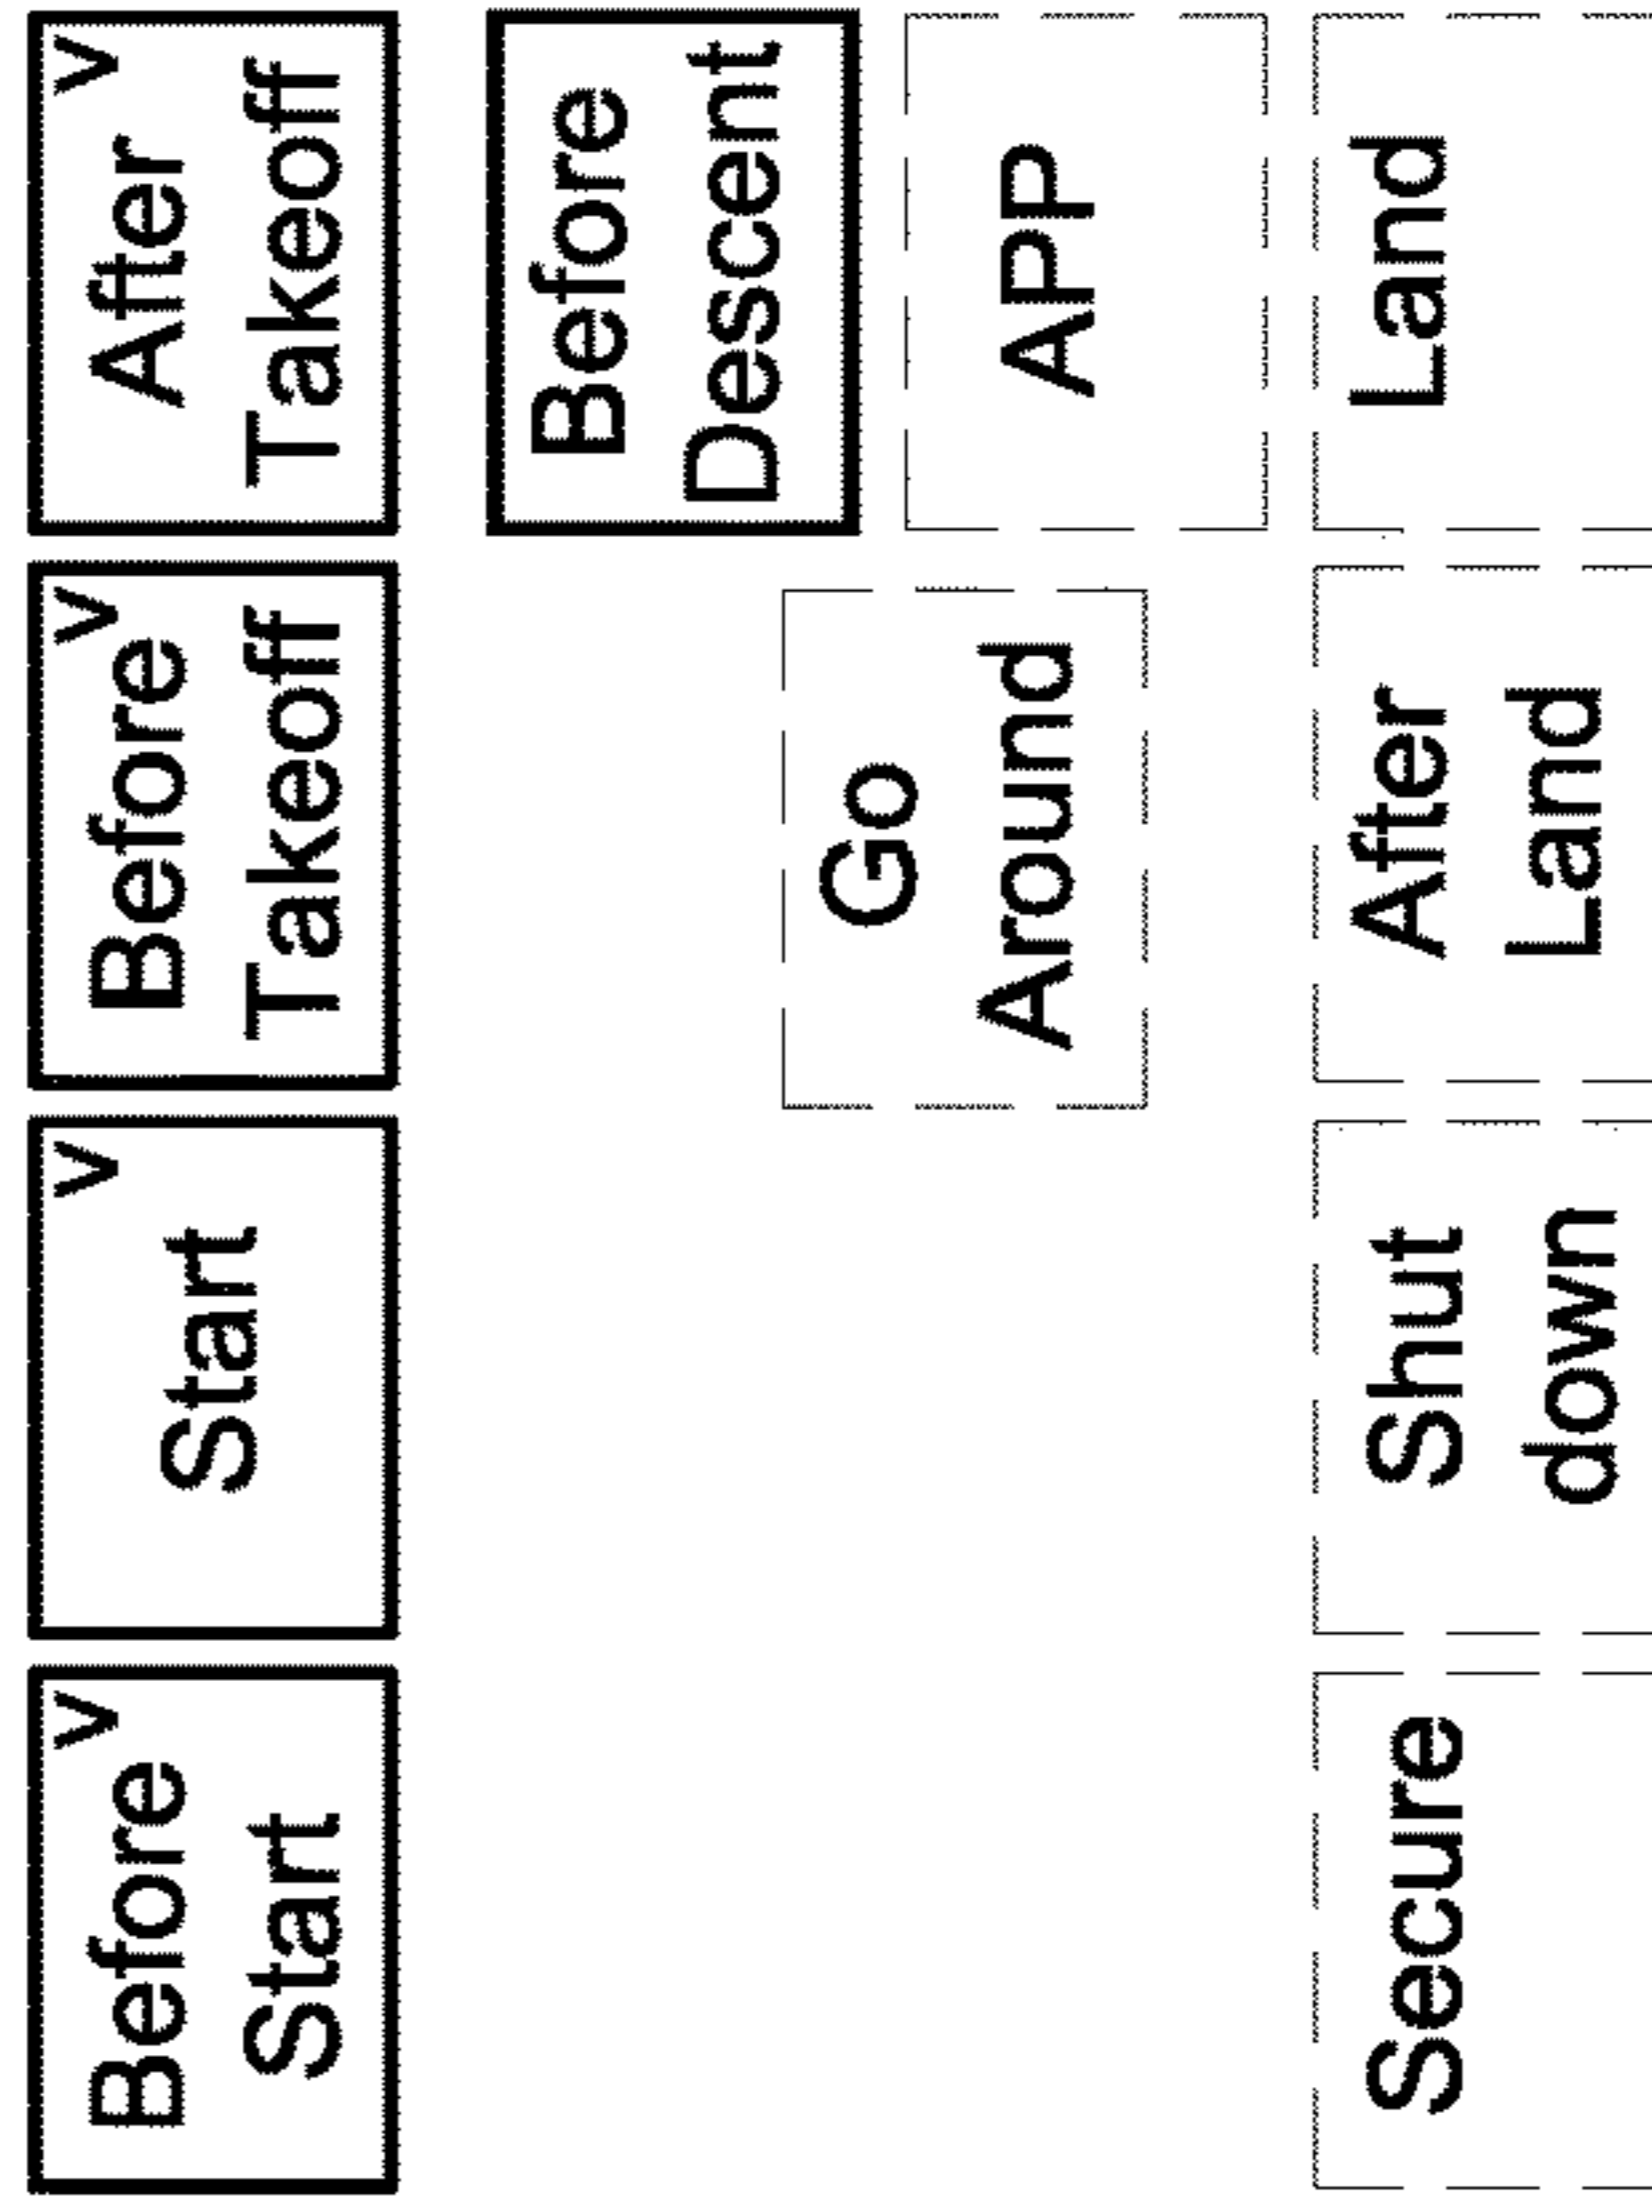 v
Before
Start
v
Start
v
Before
Takeoff
v
After
Takeoff
Before
Descent
Go
Around
APP
Secure
Shut
down
After
Land
Land